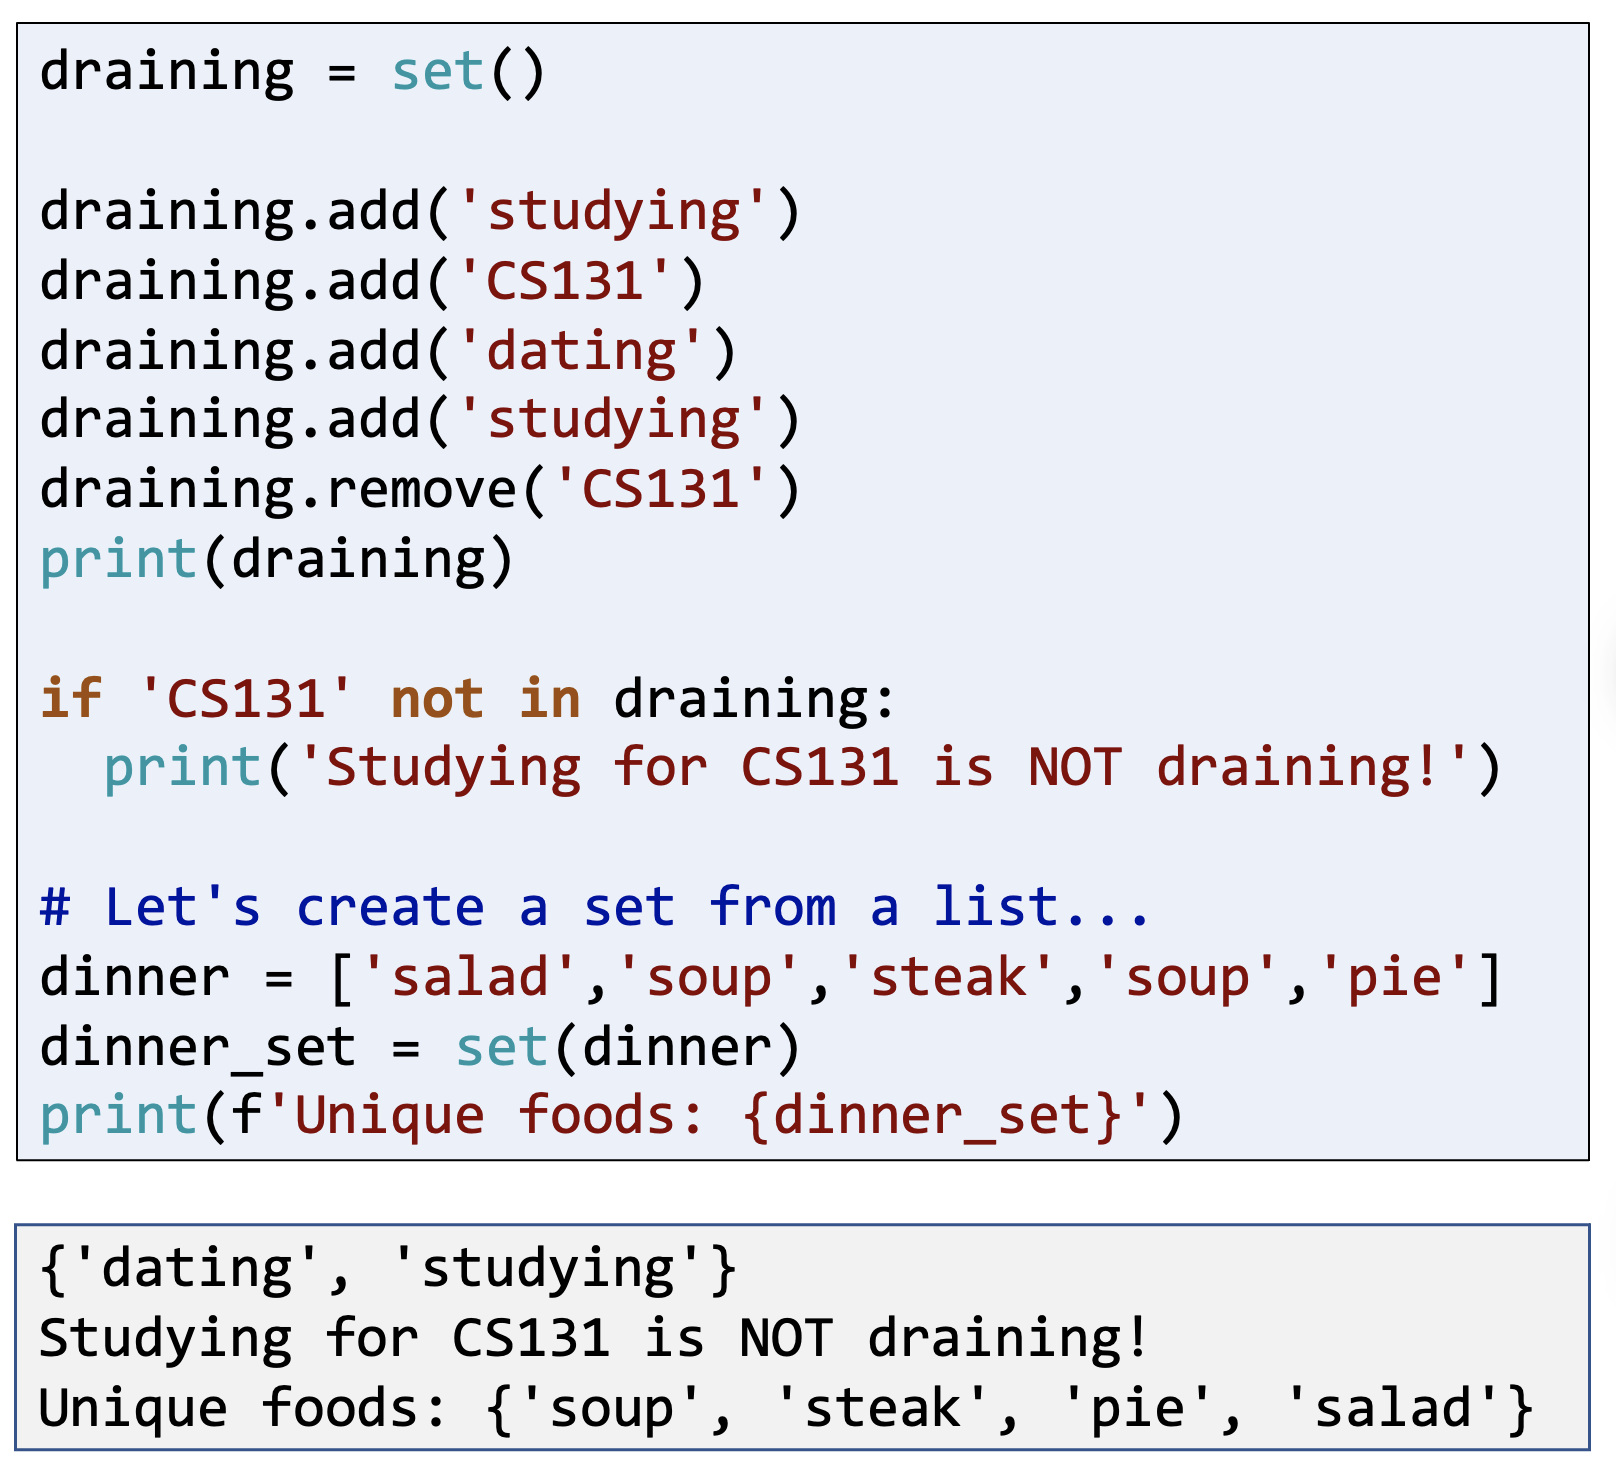 draining = set()
draining.add('studying')
draining.add('CS131')
draining.add('dating')
draining.add('studying')
draining.remove('CS131')
print(draining)
if 'CS131' not in draining:
  print('Studying for CS131 is NOT draining!')
# Let's create a set from a list...
dinner = ['salad','soup','steak','soup','pie']
dinner_set = set(dinner)
print(f'Unique foods: {dinner_set}')
{'dating', 'studying'}
Studying for CS131 is NOT draining!
Unique foods: {'soup', 'steak', 'pie', 'salad'}